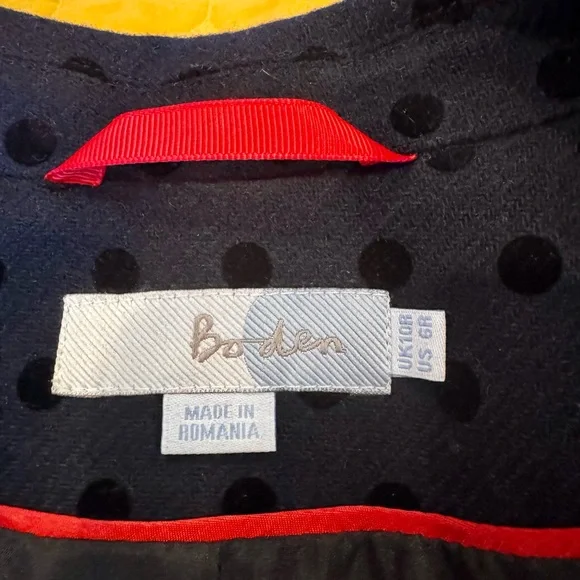 Boden
UK10R
US 6R
MADE IN
ROMANIA